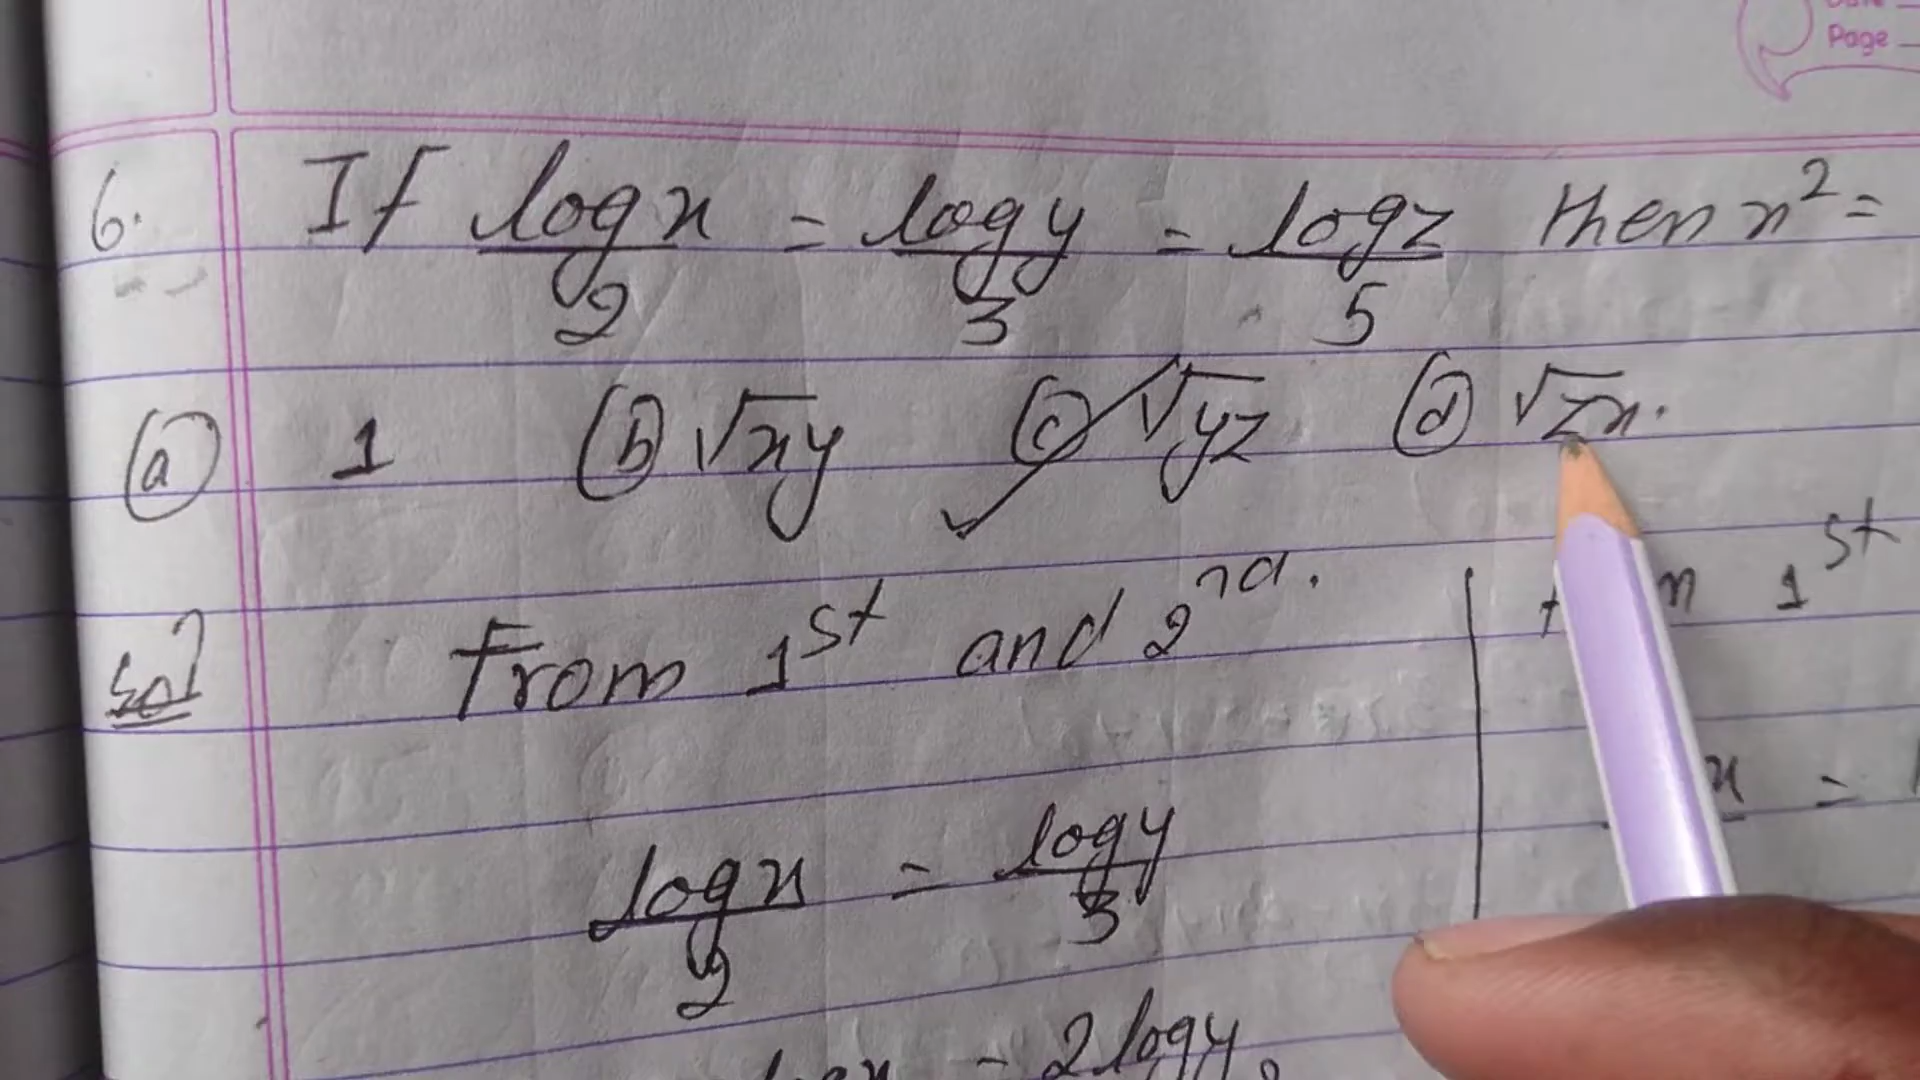 Page
6. If log x / 2 = log y / 3 = log z / 5 then x² =
(a) 1 (b) √xy (c) √yz (d) √zx.
Sol From 1st and 2nd.
1st
log x / 2 = log y / 3
x =
2 log y